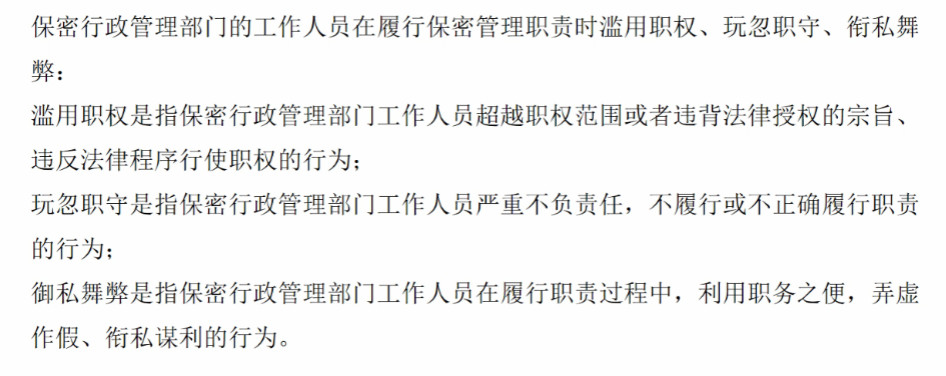 保密行政管理部门的工作人员在履行保密管理职责时滥用职权、玩忽职守、衔私舞
弊：
滥用职权是指保密行政管理部门工作人员超越职权范围或者违背法律授权的宗旨、
违反法律程序行使职权的行为；
玩忽职守是指保密行政管理部门工作人员严重不负责任，不履行或不正确履行职责
的行为；
御私舞弊是指保密行政管理部门工作人员在履行职责过程中，利用职务之便，弄虚
作假、衔私谋利的行为。